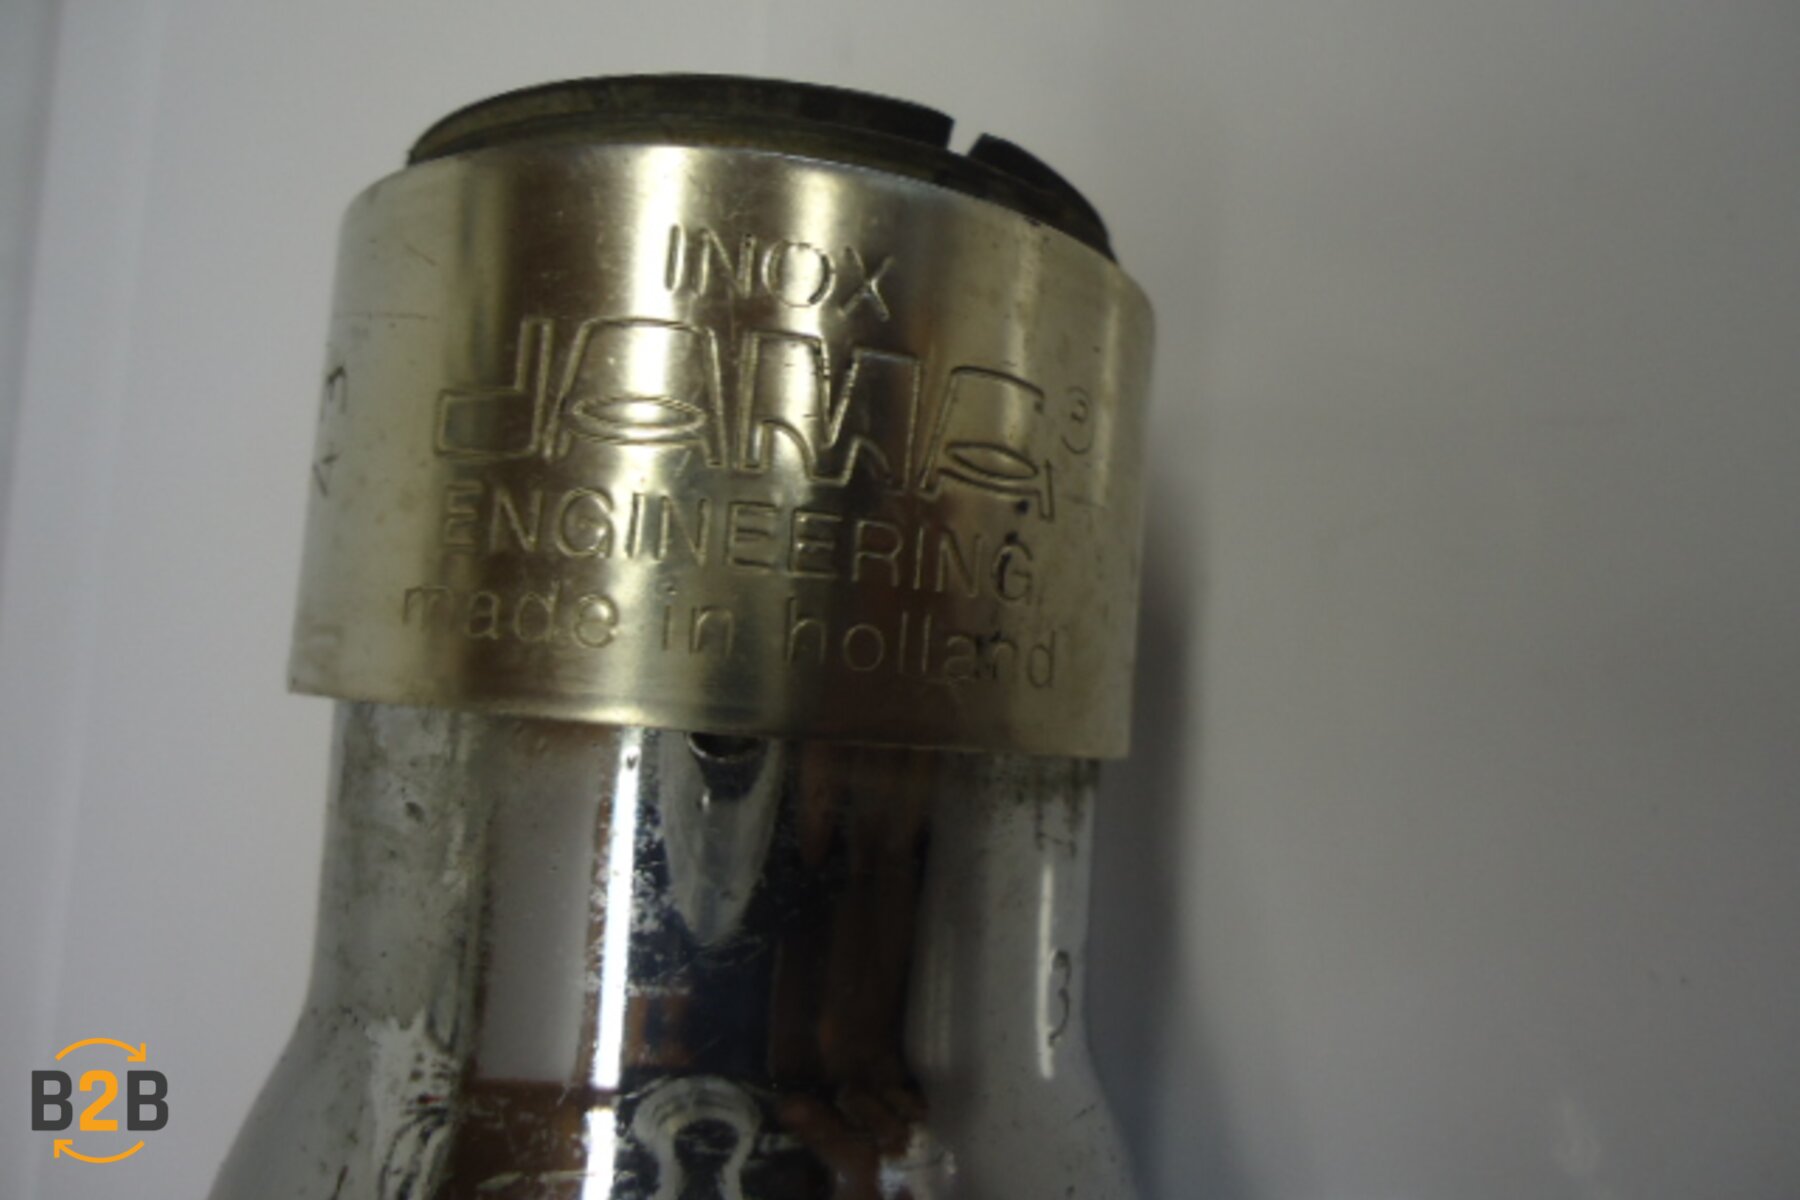 INOX
JAMA®
ENGINEERING
made in holland
B2B